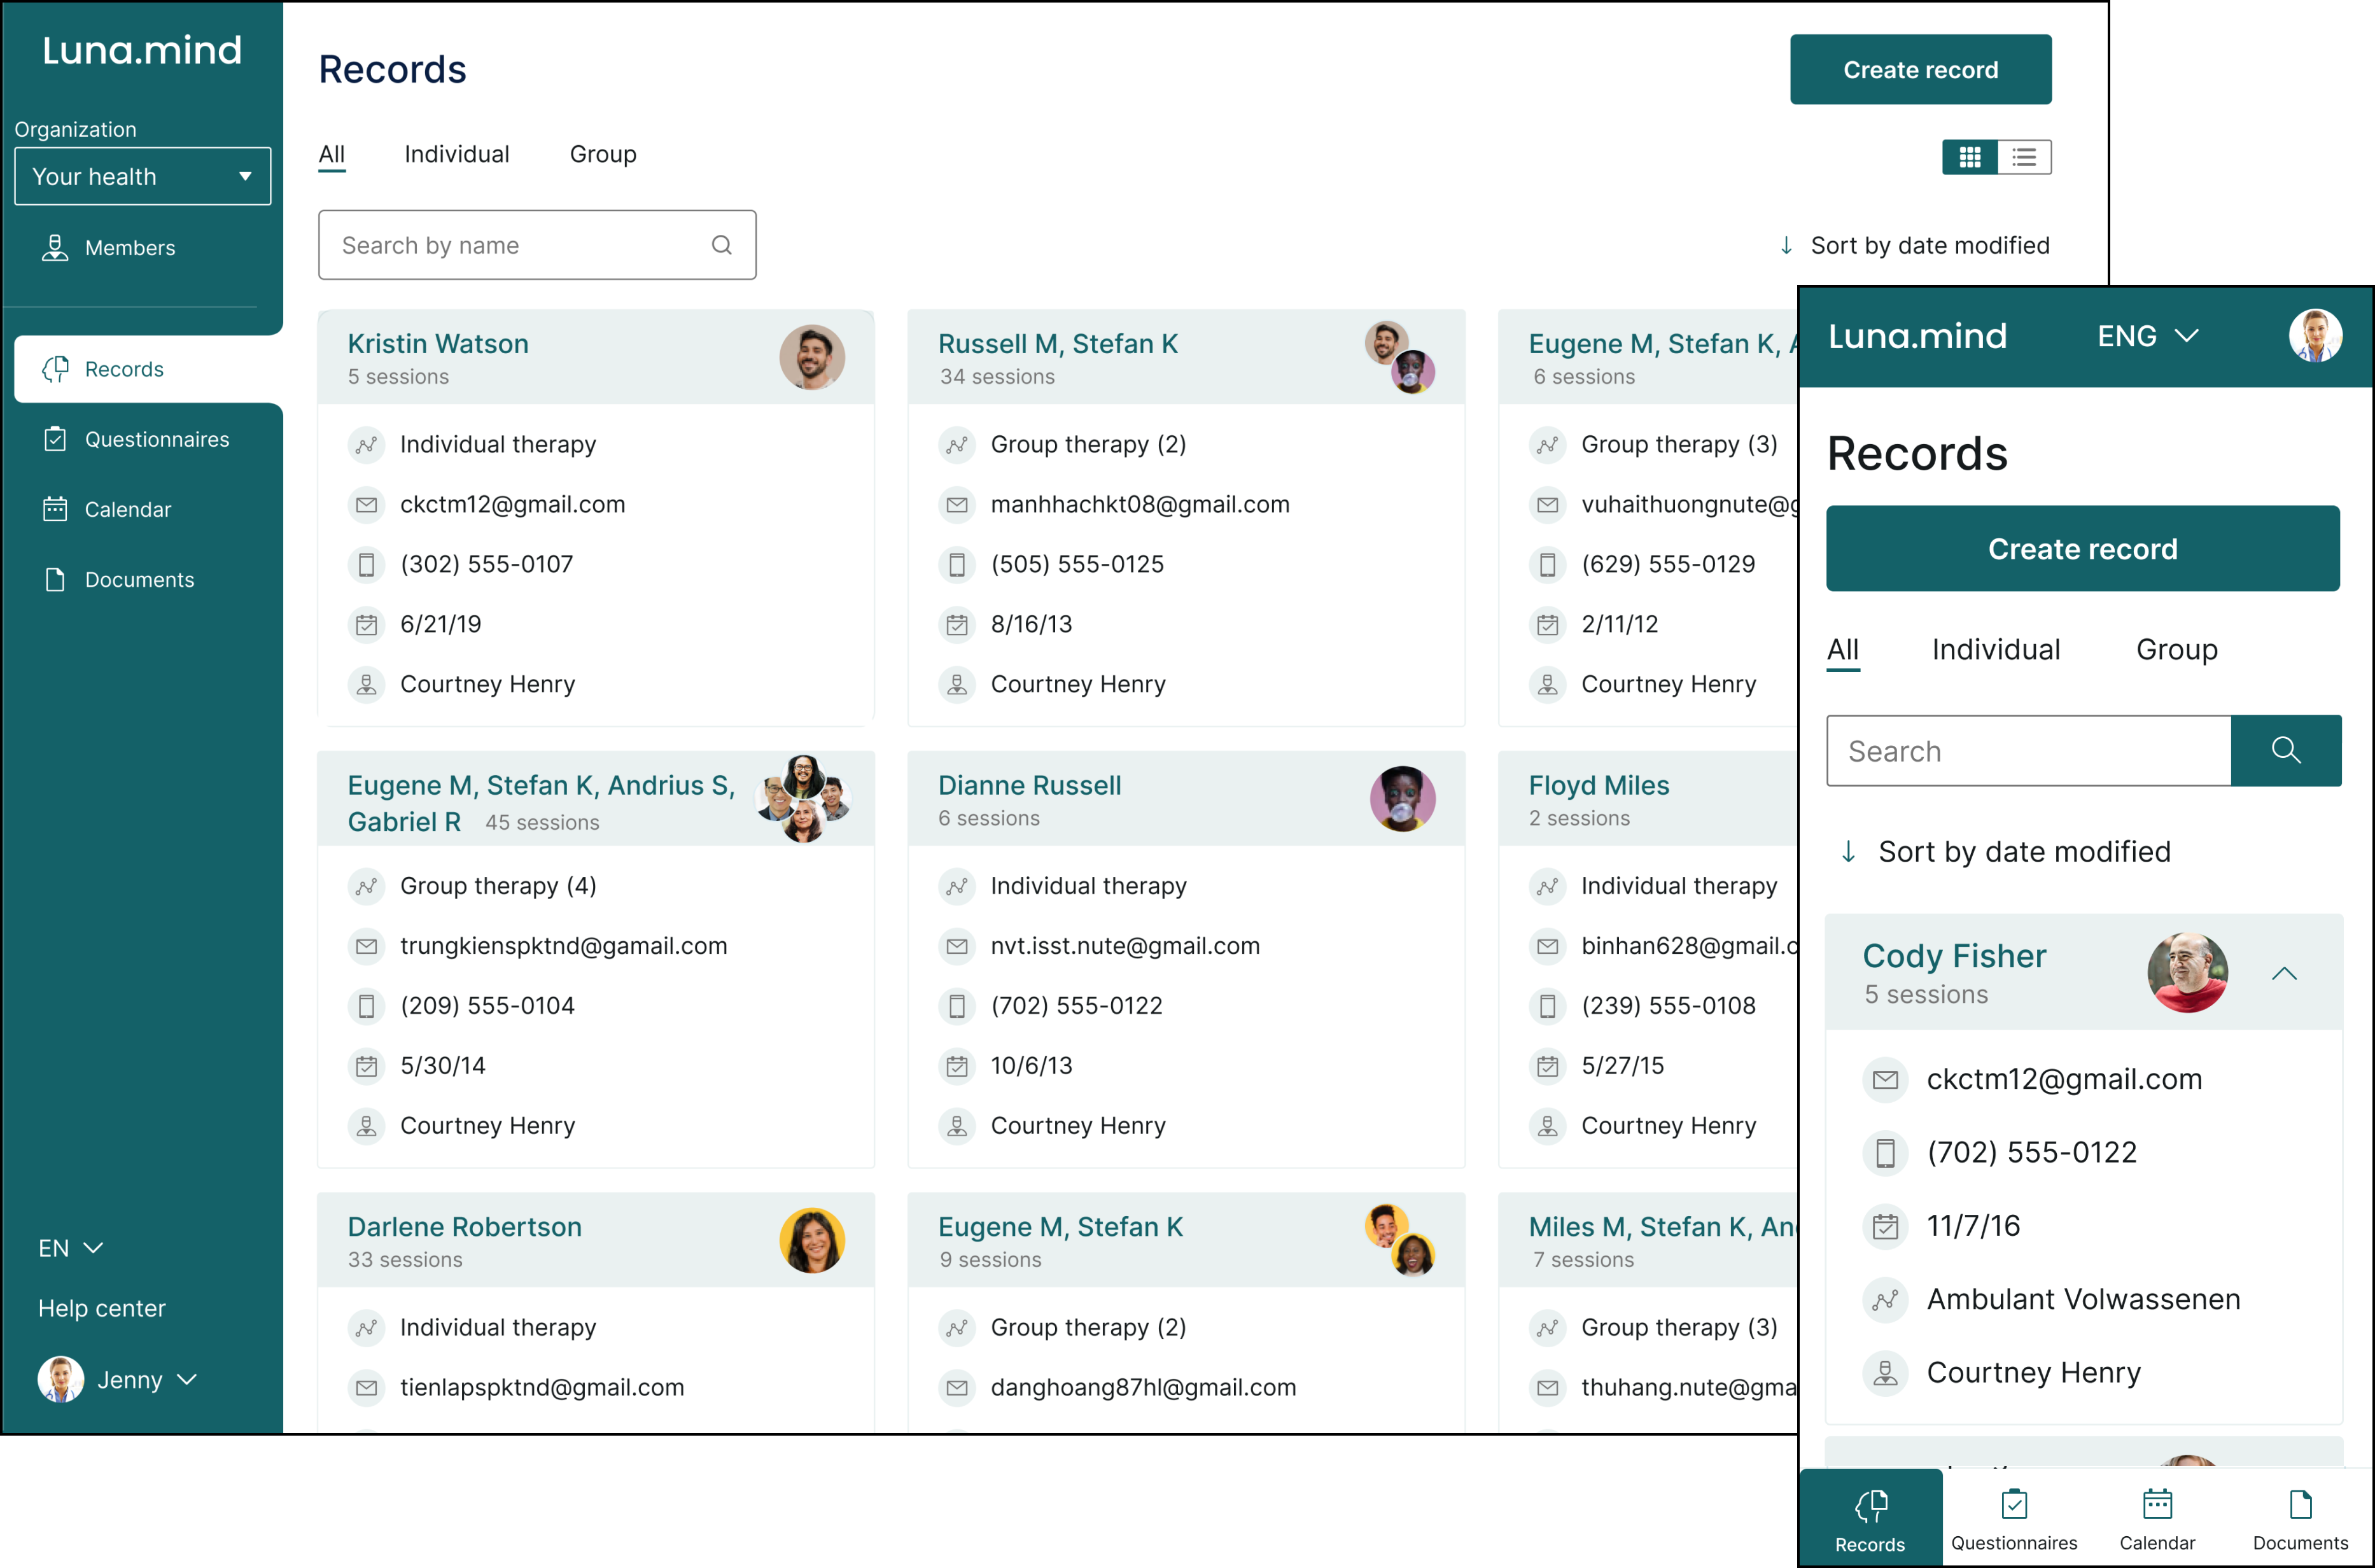 Luna.mind
Organization
Your health
Members
Records
Questionnaires
Calendar
Documents
EN
Help center
Jenny
Records
Create record
All Individual Group
Search by name
Sort by date modified
Kristin Watson
5 sessions
Individual therapy
ckctm12@gmail.com
(302) 555-0107
6/21/19
Courtney Henry
Russell M, Stefan K
34 sessions
Group therapy (2)
manhhachkt08@gmail.com
(505) 555-0125
8/16/13
Courtney Henry
Eugene M, Stefan K,
6 sessions
Group therapy (3)
vuhaithuongnute@g
(629) 555-0129
2/11/12
Courtney Henry
Eugene M, Stefan K, Andrius S,
Gabriel R 45 sessions
Group therapy (4)
trungkienspktnd@gamail.com
(209) 555-0104
5/30/14
Courtney Henry
Dianne Russell
6 sessions
Individual therapy
nvt.isst.nute@gmail.com
(702) 555-0122
10/6/13
Courtney Henry
Floyd Miles
2 sessions
Individual therapy
binhan628@gmail.c
(239) 555-0108
5/27/15
Courtney Henry
Darlene Robertson
33 sessions
Individual therapy
tienlapspktnd@gmail.com
Eugene M, Stefan K
9 sessions
Group therapy (2)
danghoang87hl@gmail.com
Miles M, Stefan K, An
7 sessions
Group therapy (3)
thuhang.nute@gma
Luna.mind ENG
Records
Create record
All Individual Group
Search
Sort by date modified
Cody Fisher
5 sessions
ckctm12@gmail.com
(702) 555-0122
11/7/16
Ambulant Volwassenen
Courtney Henry
Records Questionnaires Calendar Documents